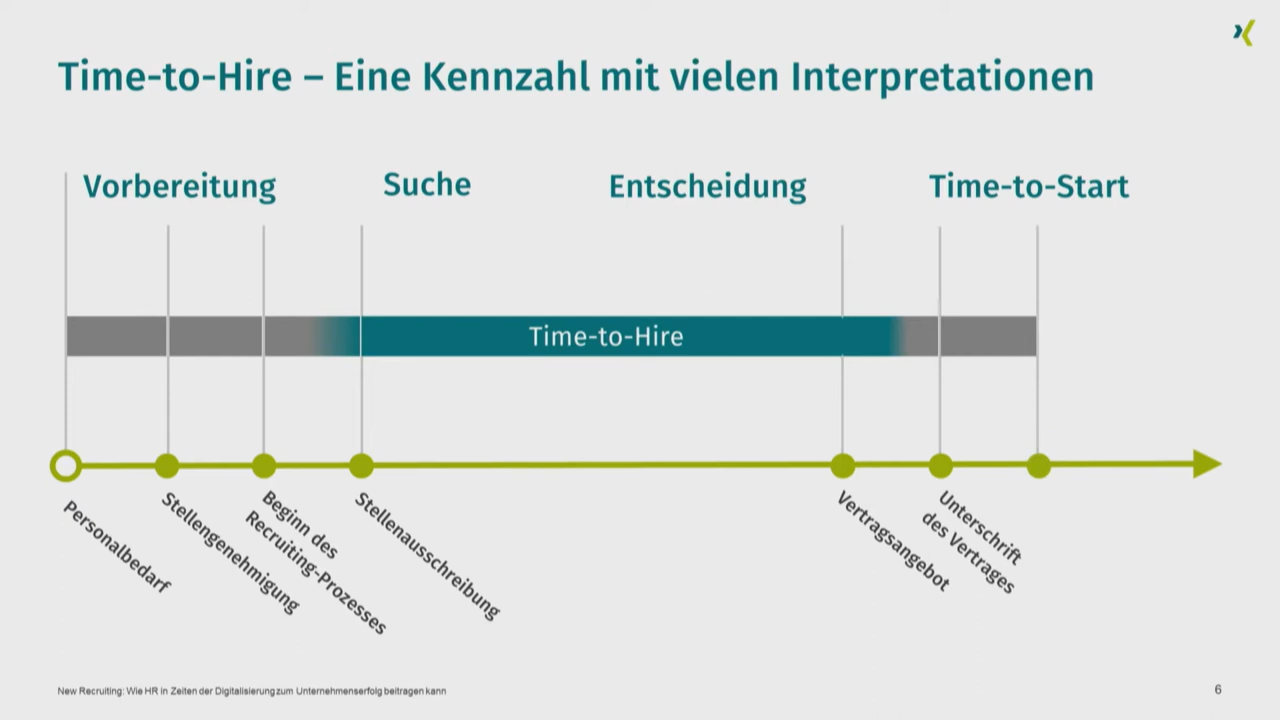 Time-to-Hire – Eine Kennzahl mit vielen Interpretationen
Vorbereitung
Suche
Entscheidung
Time-to-Start
Time-to-Hire
Personalbedarf
Stellengenehmigung
Beginn des
Recruiting-Prozesses
Stellenausschreibung
Vertragsangebot
Unterschrift
des Vertrages
New Recruiting: Wie HR in Zeiten der Digitalisierung zum Unternehmenserfolg beitragen kann
6